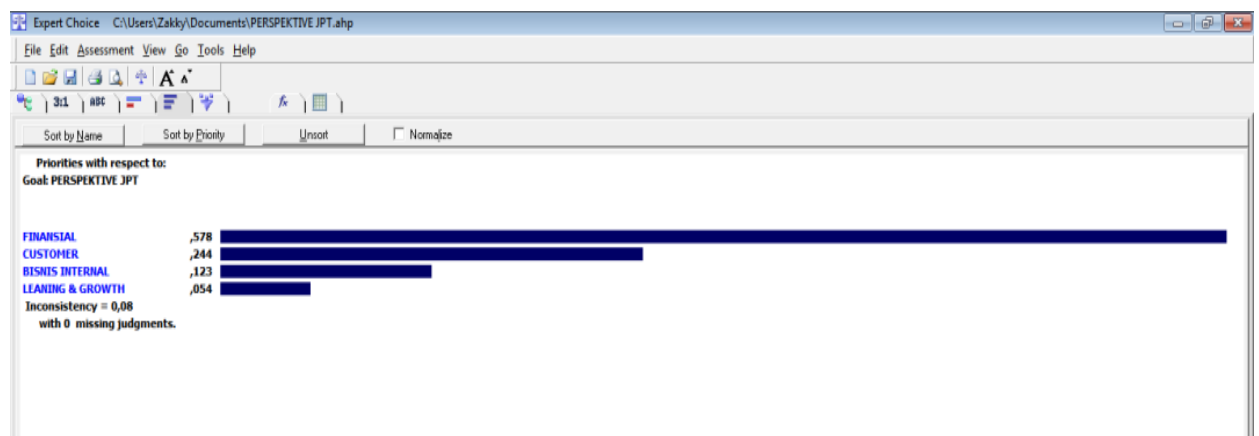 Expert Choice C:\Users\Zakky\Documents\PERSPEKTIVE JPT.ahp
File Edit Assessment View Go Tools Help
A A
3:1 ABC fx
Sort by Name Sort by Priority Unsort Normalize
Priorities with respect to:
Goal: PERSPEKTIVE JPT
FINANSIAL ,578
CUSTOMER ,244
BISNIS INTERNAL ,123
LEANING & GROWTH ,054
Inconsistency = 0,08
with 0 missing judgments.